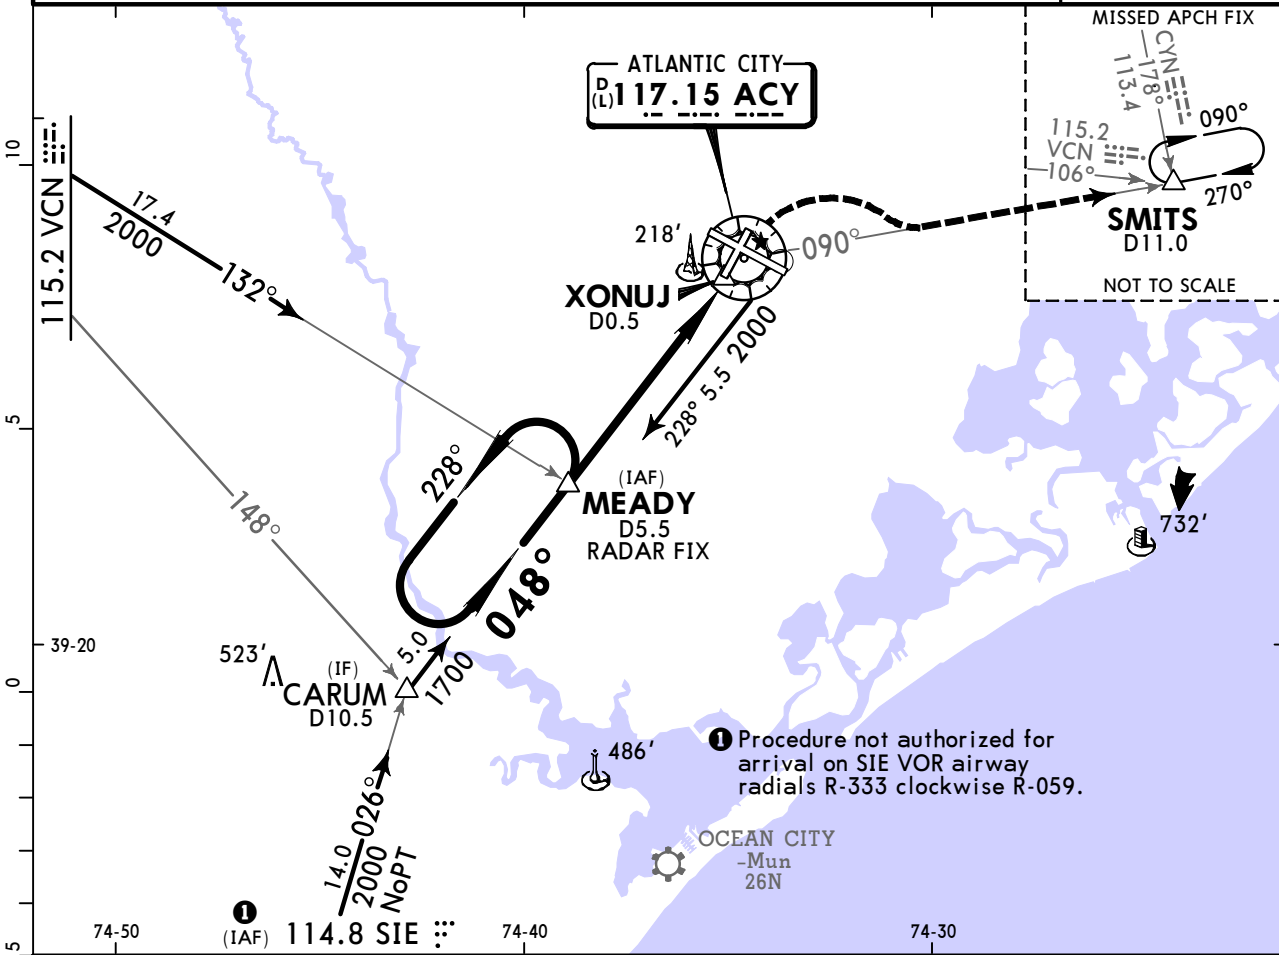 MISSED APCH FIX
CYN
178°
113.4
090°
115.2
VCN
106°
270°
SMITS
D11.0
NOT TO SCALE
ATLANTIC CITY
D
(L)
117.15 ACY
10
115.2 VCN
17.4
2000
132°
218'
090°
XONUJ
D0.5
228° 5.5 2000
5
228°
(IAF)
MEADY
D5.5
RADAR FIX
148°
732'
048°
39-20
523'
(IF)
CARUM
D10.5
5.0
1700
0
486'
1 Procedure not authorized for
arrival on SIE VOR airway
radials R-333 clockwise R-059.
026°
14.0
2000
NoPT
OCEAN CITY
-Mun
26N
1
(IAF) 114.8 SIE
5
74-50
74-40
74-30